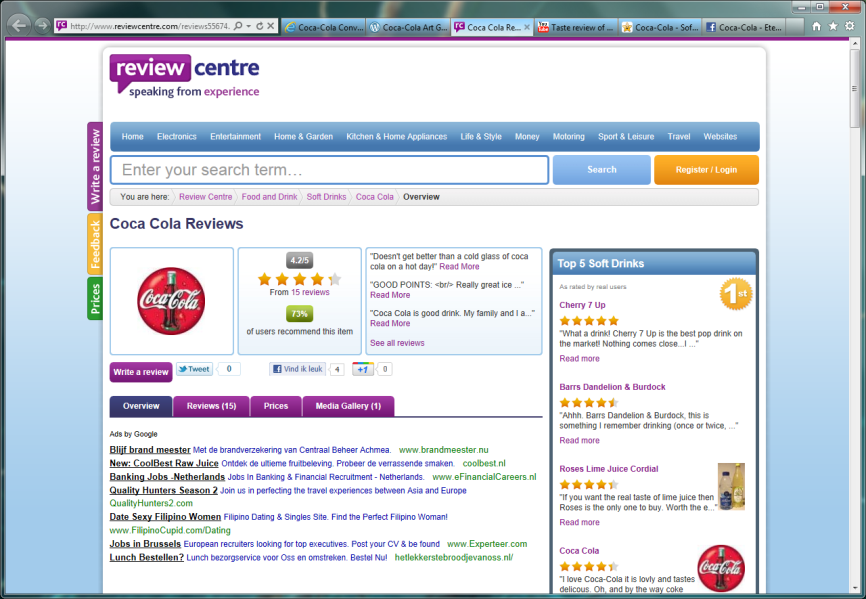 http://www.reviewcentre.com/reviews55674.
Coca-Cola Conv...
Coca-Cola Art G...
Coca Cola Re...
Taste review of ...
Coca-Cola - Sof...
Coca-Cola - Ete...
review centre
speaking from experience
Write a review
Feedback
Prices
Home Electronics Entertainment Home & Garden Kitchen & Home Appliances Life & Style Money Motoring Sport & Leisure Travel Websites
Enter your search term...
Search
Register / Login
You are here: Review Centre Food and Drink Soft Drinks Coca Cola Overview
Coca Cola Reviews
Coca-Cola
4.2/5
From 15 reviews
73%
of users recommend this item
"Doesn't get better than a cold glass of coca
cola on a hot day!" Read More
"GOOD POINTS: <br/> Really great ice ..."
Read More
"Coca Cola is good drink. My family and I a..."
Read More
See all reviews
Write a review
Tweet 0
Vind ik leuk 4
+1 0
Overview
Reviews (15)
Prices
Media Gallery (1)
Ads by Google
Blijf brand meester Met de brandverzekering van Centraal Beheer Achmea. www.brandmeester.nu
New: CoolBest Raw Juice Ontdek de ultieme fruitbeleving. Probeer de verrassende smaken. coolbest.nl
Banking Jobs -Netherlands Jobs In Banking & Financial Recruitment - Netherlands. www.eFinancialCareers.nl
Quality Hunters Season 2 Join us in perfecting the travel experiences between Asia and Europe
QualityHunters2.com
Date Sexy Filipino Women Filipino Dating & Singles Site. Find the Perfect Filipino Woman!
www.FilipinoCupid.com/Dating
Jobs in Brussels European recruiters looking for top executives. Post your CV & be found www.Experteer.com
Lunch Bestellen? Lunch bezorgservice voor Oss en omstreken. Bestel Nu! hetlekkerstebroodjevanoss.nl/
Top 5 Soft Drinks
As rated by real users
1st
Cherry 7 Up
"What a drink! Cherry 7 Up is the best pop drink on
the market! Nothing comes close...I ..."
Read more
Barrs Dandelion & Burdock
"Ahhh. Barrs Dandelion & Burdock, this is
something I remember drinking (once or twice, ..."
Read more
Roses Lime Juice Cordial
"If you want the real taste of lime juice then
Roses is the only one to buy. Worth the e..."
Read more
Coca Cola
"I love Coca-Cola it is lovly and tastes
delicous. Oh, and by the way coke
Coca-Cola